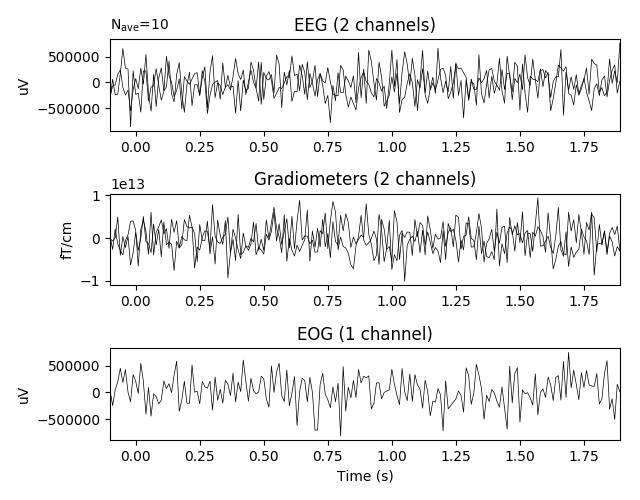 N_ave=10
EEG (2 channels)
500000
0
−500000
uV
0.00 0.25 0.50 0.75 1.00 1.25 1.50 1.75
1e13
Gradiometers (2 channels)
1
0
−1
fT/cm
0.00 0.25 0.50 0.75 1.00 1.25 1.50 1.75
EOG (1 channel)
500000
0
−500000
uV
0.00 0.25 0.50 0.75 1.00 1.25 1.50 1.75
Time (s)